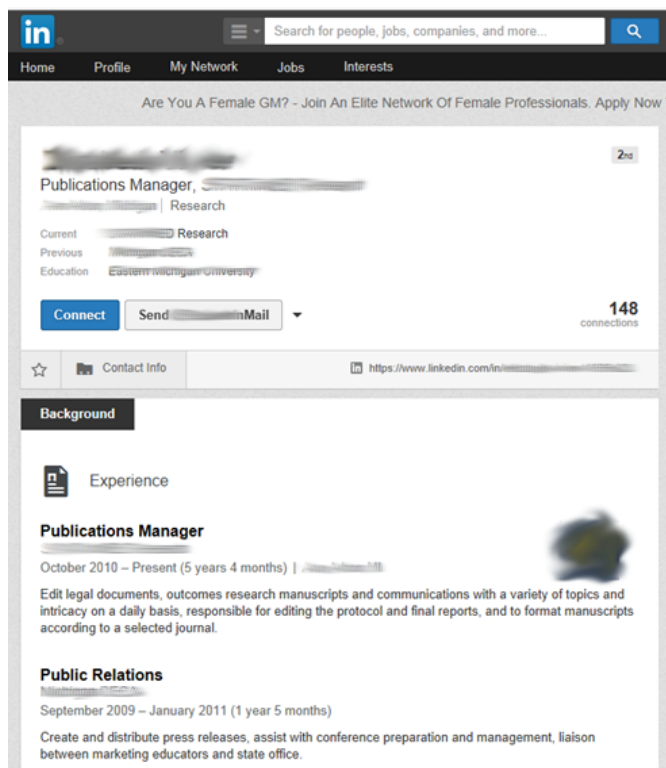 in
Search for people, jobs, companies, and more...
Home Profile My Network Jobs Interests
Are You A Female GM? - Join An Elite Network Of Female Professionals. Apply Now
2nd
Publications Manager,
Research
Current Research
Previous
Education Eastern Michigan University
Connect Send Mail
148
connections
Contact Info https://www.linkedin.com/in/
Background
Experience
Publications Manager
October 2010 – Present (5 years 4 months) |
Edit legal documents, outcomes research manuscripts and communications with a variety of topics and
intricacy on a daily basis, responsible for editing the protocol and final reports, and to format manuscripts
according to a selected journal.
Public Relations
September 2009 – January 2011 (1 year 5 months)
Create and distribute press releases, assist with conference preparation and management, liaison
between marketing educators and state office.